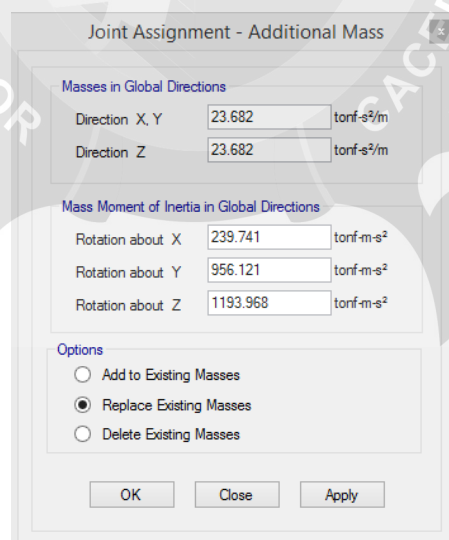 Joint Assignment - Additional Mass
x
Masses in Global Directions
Direction X, Y 23.682 tonf-s²/m
Direction Z 23.682 tonf-s²/m
Mass Moment of Inertia in Global Directions
Rotation about X 239.741 tonf-m-s²
Rotation about Y 956.121 tonf-m-s²
Rotation about Z 1193.968 tonf-m-s²
Options
Add to Existing Masses
Replace Existing Masses
Delete Existing Masses
OK Close Apply